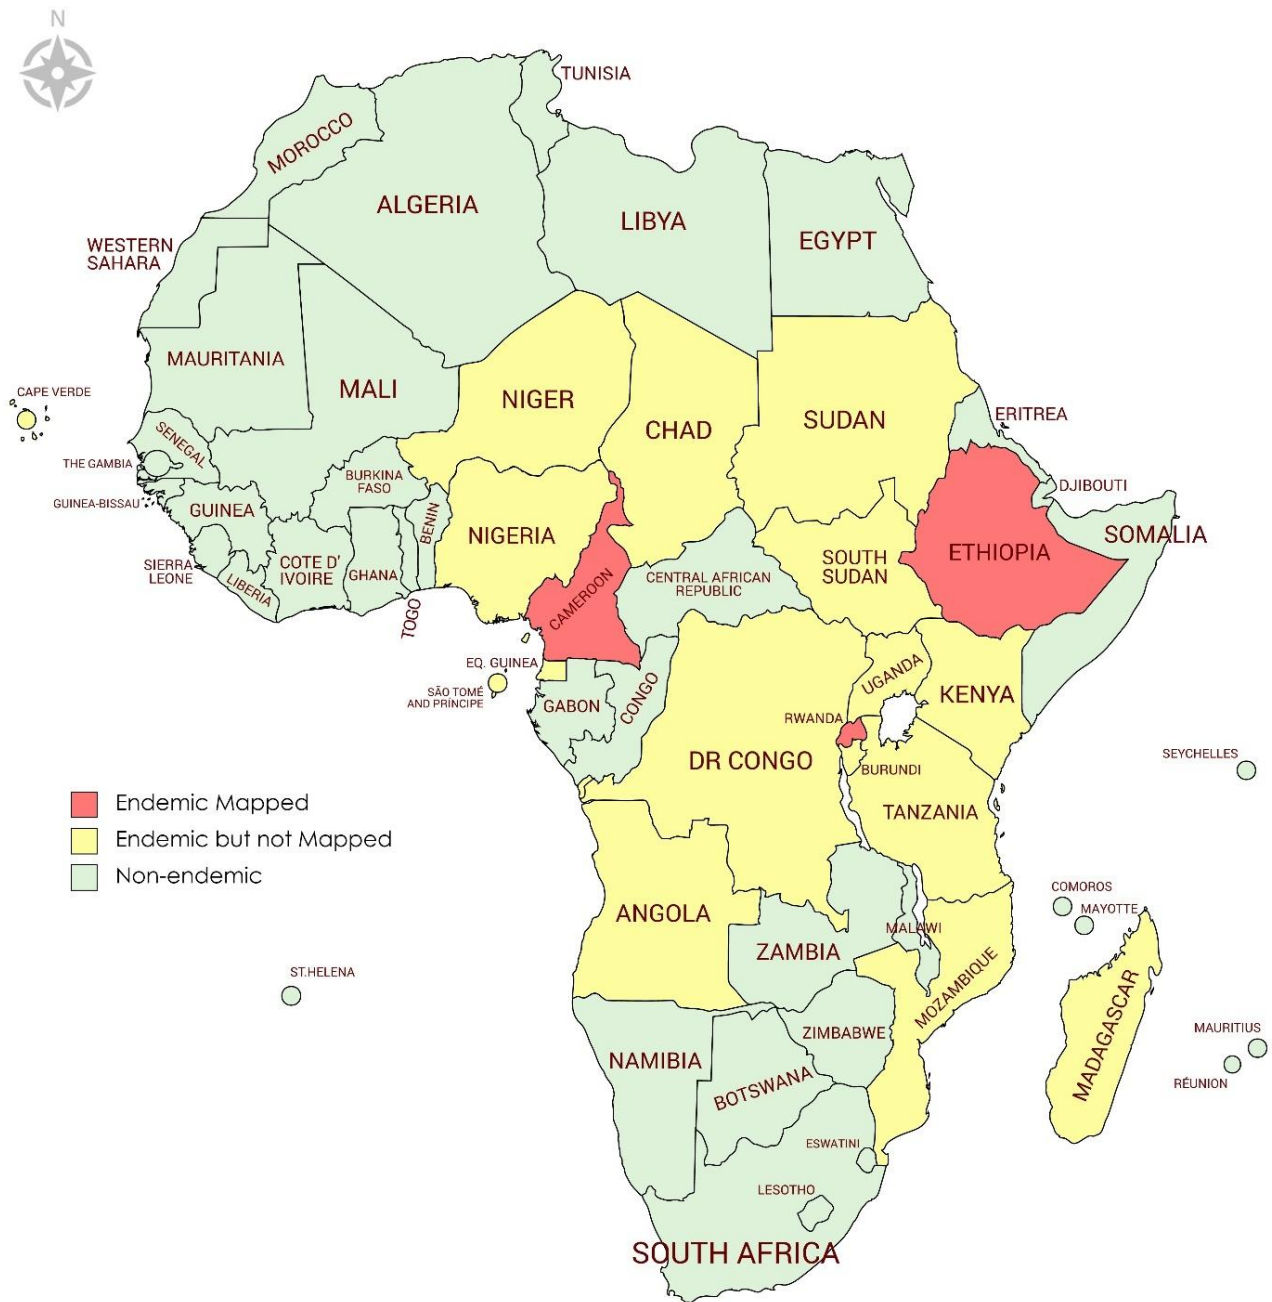 N
TUNISIA
MOROCCO
ALGERIA
LIBYA
EGYPT
WESTERN
SAHARA
MAURITANIA
MALI
NIGER
CHAD
SUDAN
ERITREA
CAPE VERDE
SENEGAL
THE GAMBIA
GUINEA-BISSAU
GUINEA
BURKINA
FASO
BENIN
NIGERIA
DJIBOUTI
SOMALIA
ETHIOPIA
SOUTH
SUDAN
SIERRA
LEONE
LIBERIA
COTE D'
IVOIRE
GHANA
TOGO
CAMEROON
CENTRAL AFRICAN
REPUBLIC
EQ. GUINEA
SÃO TOMÉ
AND PRÍNCIPE
GABON
CONGO
UGANDA
KENYA
RWANDA
DR CONGO
BURUNDI
TANZANIA
SEYCHELLES
Endemic Mapped
Endemic but not Mapped
Non-endemic
ANGOLA
ZAMBIA
MALAWI
COMOROS
MAYOTTE
MOZAMBIQUE
MADAGASCAR
ST.HELENA
NAMIBIA
ZIMBABWE
BOTSWANA
MAURITIUS
RÉUNION
ESWATINI
LESOTHO
SOUTH AFRICA